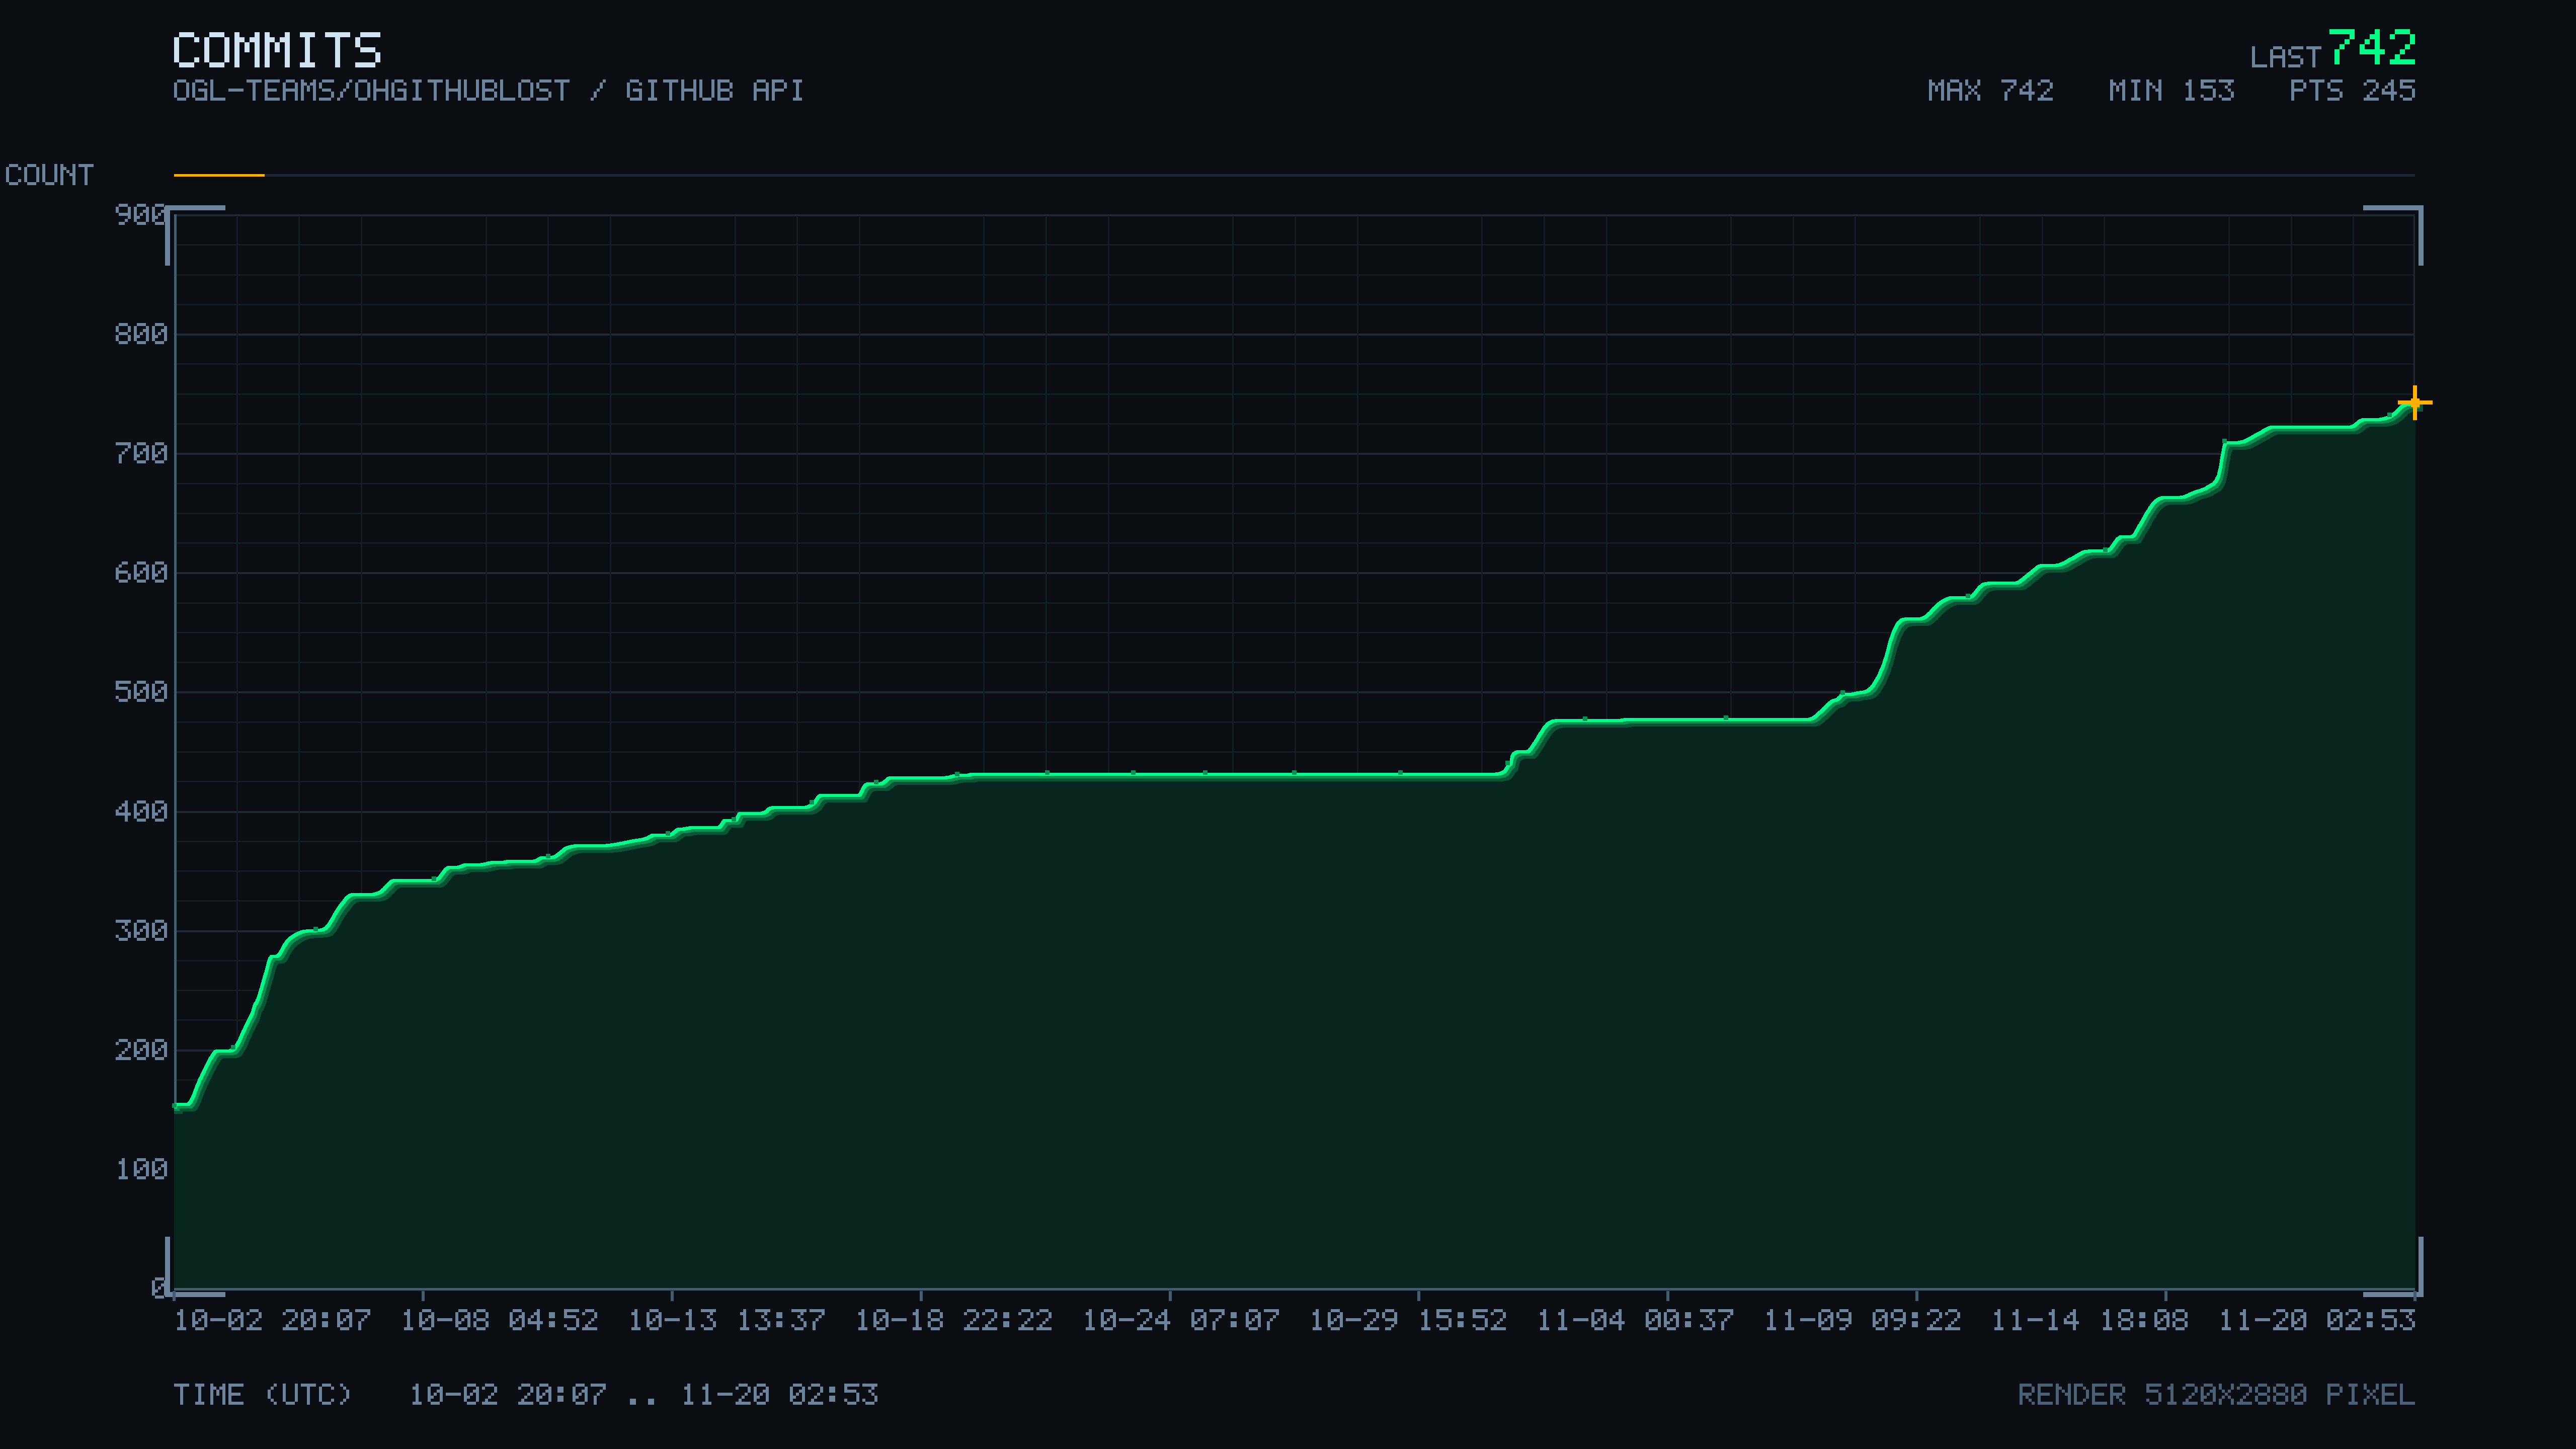 COMMITS
LAST 742
OGL-TEAMS/OHGITHUBLOST / GITHUB API
MAX 742 MIN 153 PTS 245
COUNT
900
800
700
600
500
400
300
200
100
0
10-02 20:07 10-08 04:52 10-13 13:37 10-18 22:22 10-24 07:07 10-29 15:52 11-04 00:37 11-09 09:22 11-14 18:08 11-20 02:53
TIME (UTC) 10-02 20:07 .. 11-20 02:53
RENDER 5120X2880 PIXEL